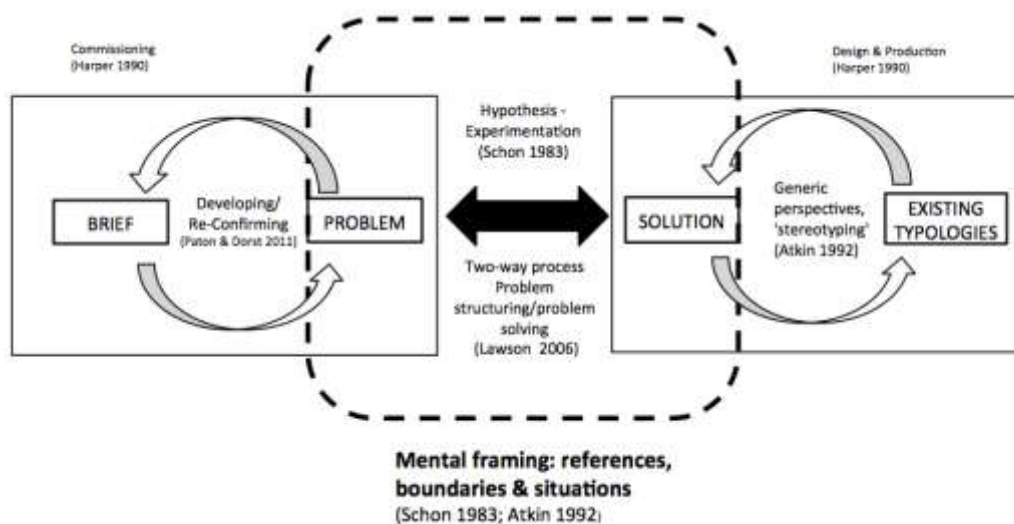 Commissioning
(Harper 1990)
Design & Production
(Harper 1990)
Hypothesis -
Experimentation
(Schon 1983)
BRIEF
Developing/
Re-Confirming
(Paton & Dorst 2011)
PROBLEM
SOLUTION
Generic
perspectives,
'stereotyping'
(Atkin 1992)
EXISTING
TYPOLOGIES
Two-way process
Problem
structuring/problem
solving
(Lawson 2006)
Mental framing: references,
boundaries & situations
(Schon 1983; Atkin 1992)